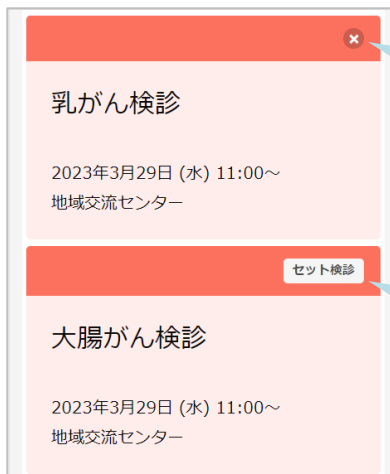 乳がん検診
2023年3月29日 (水) 11:00～
地域交流センター
セット検診
大腸がん検診
2023年3月29日 (水) 11:00～
地域交流センター